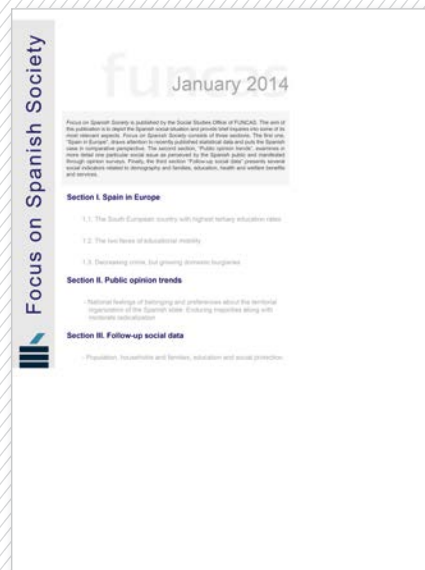 Focus on Spanish Society
funcas
January 2014
Focus on Spanish Society is published by the Social Studies Office of FUNCAS. The aim of
this publication is to depict the Spanish social situation and provide brief inquiries into some of its
most relevant aspects. Focus on Spanish Society consists of three sections. The first one,
"Spain in Europe", draws attention to recently published statistical data and puts the Spanish
case in comparative perspective. The second section, "Public opinion trends", examines in
more detail one particular social issue as perceived by the Spanish public and manifested
through opinion surveys. Finally, the third section "Follow-up social data" presents several
social indicators related to demography and families, education, health and welfare benefits
and services.
Section I. Spain in Europe
1.1. The South European country with highest tertiary education rates
1.2. The two faces of educational mobility
1.3. Decreasing crime, but growing domestic burglaries
Section II. Public opinion trends
- National feelings of belonging and preferences about the territorial
organization of the Spanish state: Enduring majorities along with
moderate radicalization
Section III. Follow-up social data
- Population, households and families, education and social protection